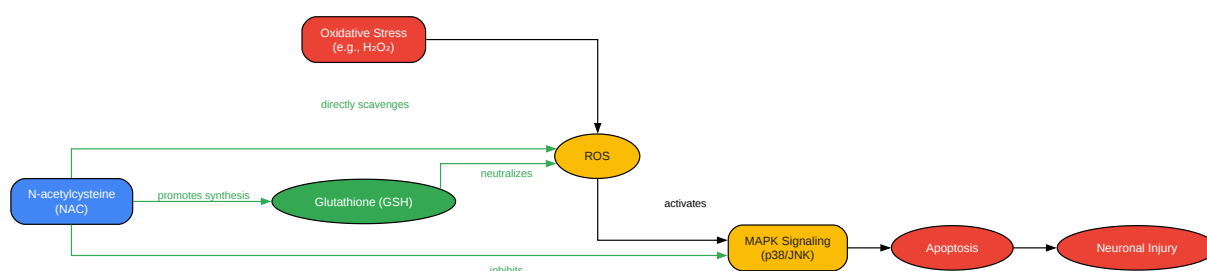 Oxidative Stress
(e.g., H₂O₂)
directly scavenges
ROS
neutralizes
N-acetylcysteine
(NAC)
promotes synthesis
Glutathione (GSH)
activates
MAPK Signaling
(p38/JNK)
Apoptosis
Neuronal Injury
inhibits